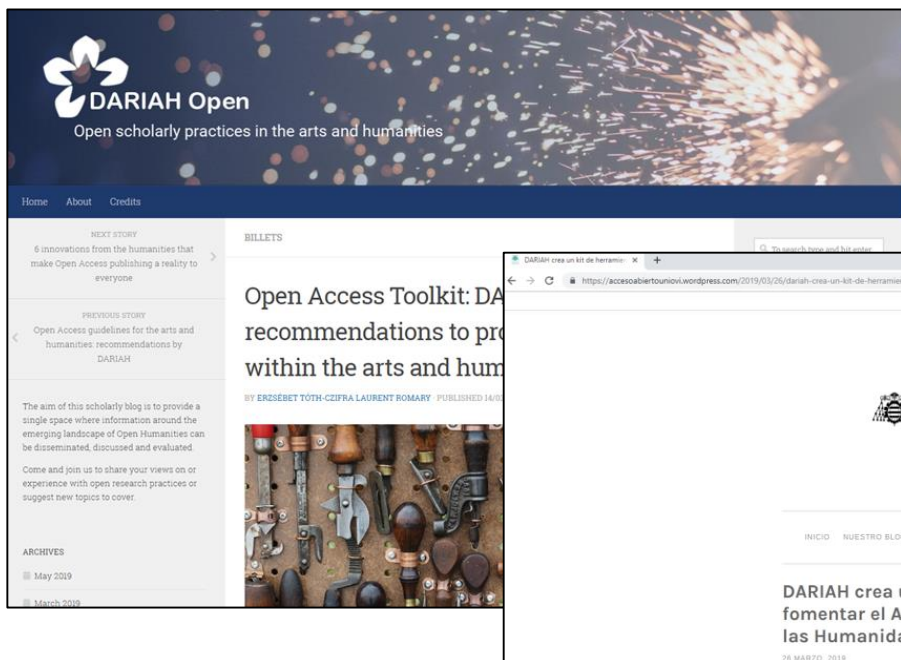 DARIAH Open
Open scholarly practices in the arts and humanities
Home About Credits
NEXT STORY
6 innovations from the humanities that
make Open Access publishing a reality to
everyone
PREVIOUS STORY
Open Access guidelines for the arts and
humanities: recommendations by
DARIAH
The aim of this scholarly blog is to provide a
single space where information around the
emerging landscape of Open Humanities can
be disseminated, discussed and evaluated.
Come and join us to share your views on or
experience with open research practices or
suggest new topics to cover.
ARCHIVES
May 2019
March 2019
BILLETS
To search type and hit enter
Open Access Toolkit: DA
recommendations to pro
within the arts and hum
BY ERZSÉBET TÓTH-CZIFRA LAURENT ROMARY · PUBLISHED 14/03
DARIAH crea un kit de herramie
https://accesoabiertouniovi.wordpress.com/2019/03/26/dariah-crea-un-kit-de-herramie
INICIO NUESTRO BLO
DARIAH crea u
fomentar el A
las Humanida
26 MARZO, 2019